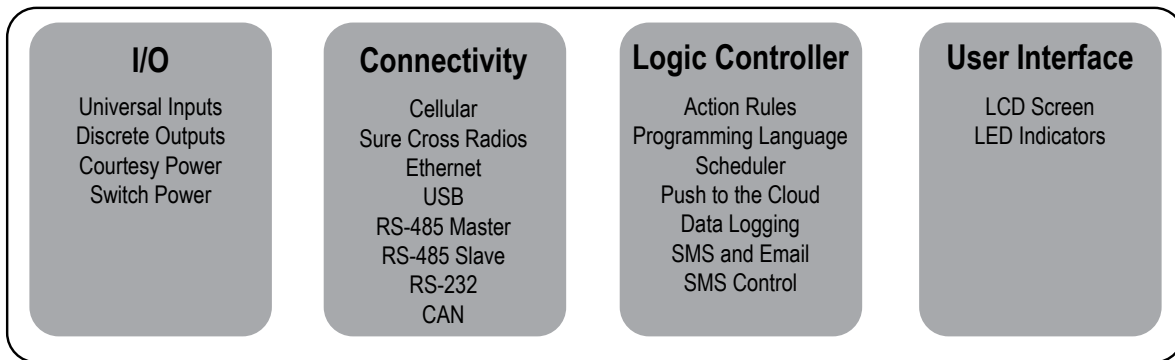 I/O
Universal Inputs
Discrete Outputs
Courtesy Power
Switch Power
Connectivity
Cellular
Sure Cross Radios
Ethernet
USB
RS-485 Master
RS-485 Slave
RS-232
CAN
Logic Controller
Action Rules
Programming Language
Scheduler
Push to the Cloud
Data Logging
SMS and Email
SMS Control
User Interface
LCD Screen
LED Indicators